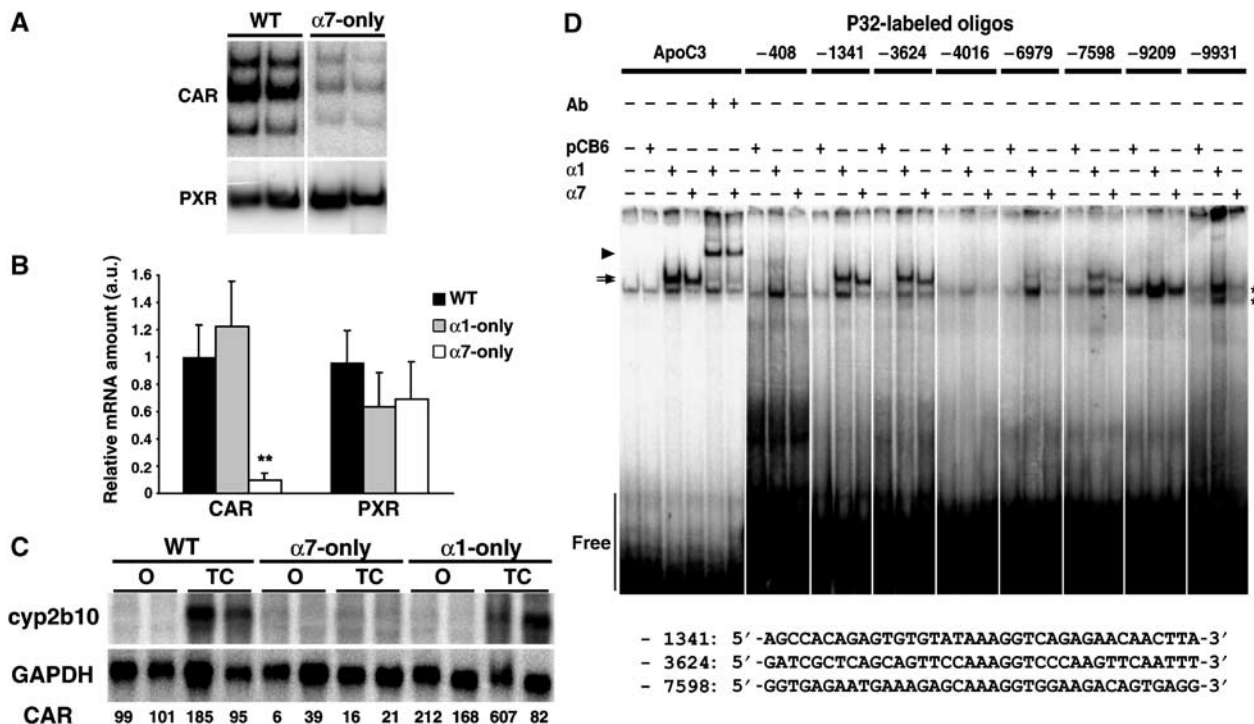 A
WT α7-only
CAR
PXR
B
Relative mRNA amount (a.u.)
1.6
1.4
1.2
1
0.8
0.6
0.4
0.2
0
WT
α1-only
α7-only
**
CAR PXR
C
WT α7-only α1-only
O TC O TC O TC
cyp2b10
GAPDH
CAR 99 101 185 95 6 39 16 21 212 168 607 82
D
P32-labeled oligos
ApoC3 −408 −1341 −3624 −4016 −6979 −7598 −9209 −9931
Ab − − − − + + − − − − − − − − − − − − − − − − − − − − − − − −
pCB6 − + − − − − + − − + − − + − − + − − + − − + − − + − − + − −
α1 − − + − + − − + − − + − − + − − + − − + − − + − − + − − + −
α7 − − − + − + − − + − − + − − + − − + − − + − − + − − + − − +
*
*
Free
− 1341: 5′-AGCCACAGAGTGTGTATAAAGGTCAGAGAACAACTTA-3′
− 3624: 5′-GATCGCTCAGCAGTTCCAAAGGTCCCAAGTTCAATTT-3′
− 7598: 5′-GGTGAGAATGAAAGAGCAAAGGTGGAAGACAGTGAGG-3′